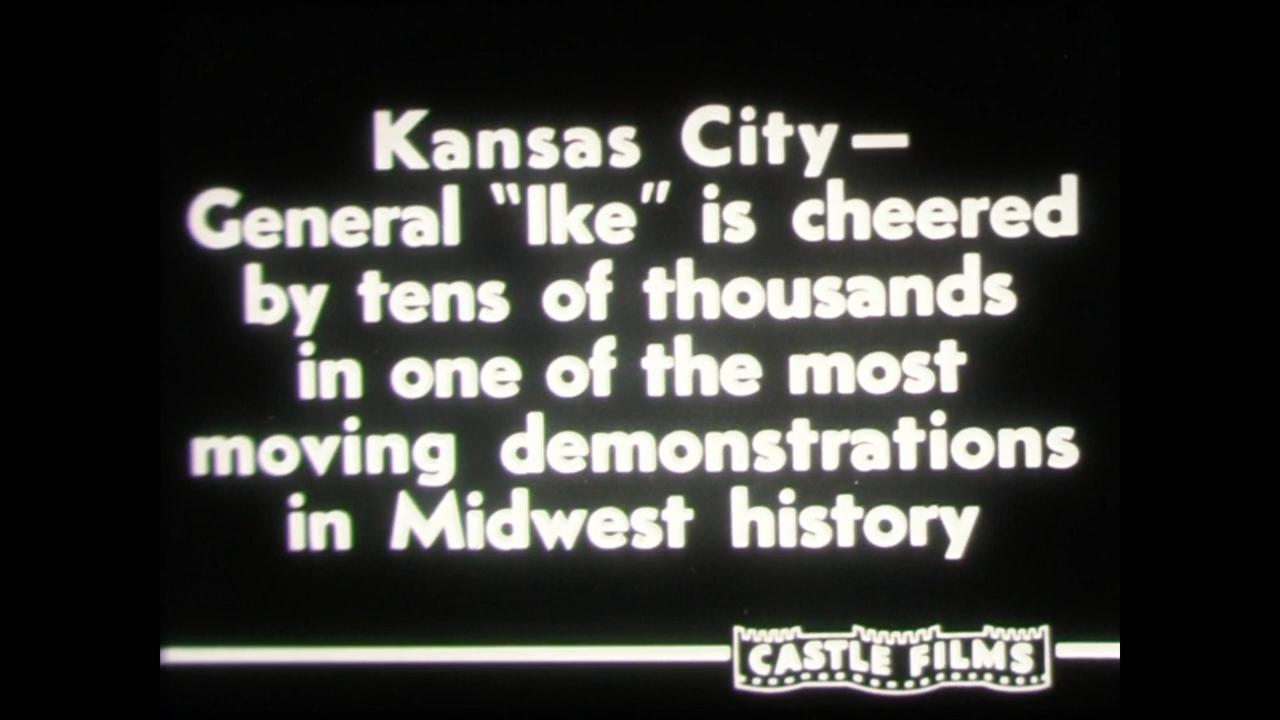 Kansas City—
General "Ike" is cheered
by tens of thousands
in one of the most
moving demonstrations
in Midwest history
CASTLE FILMS